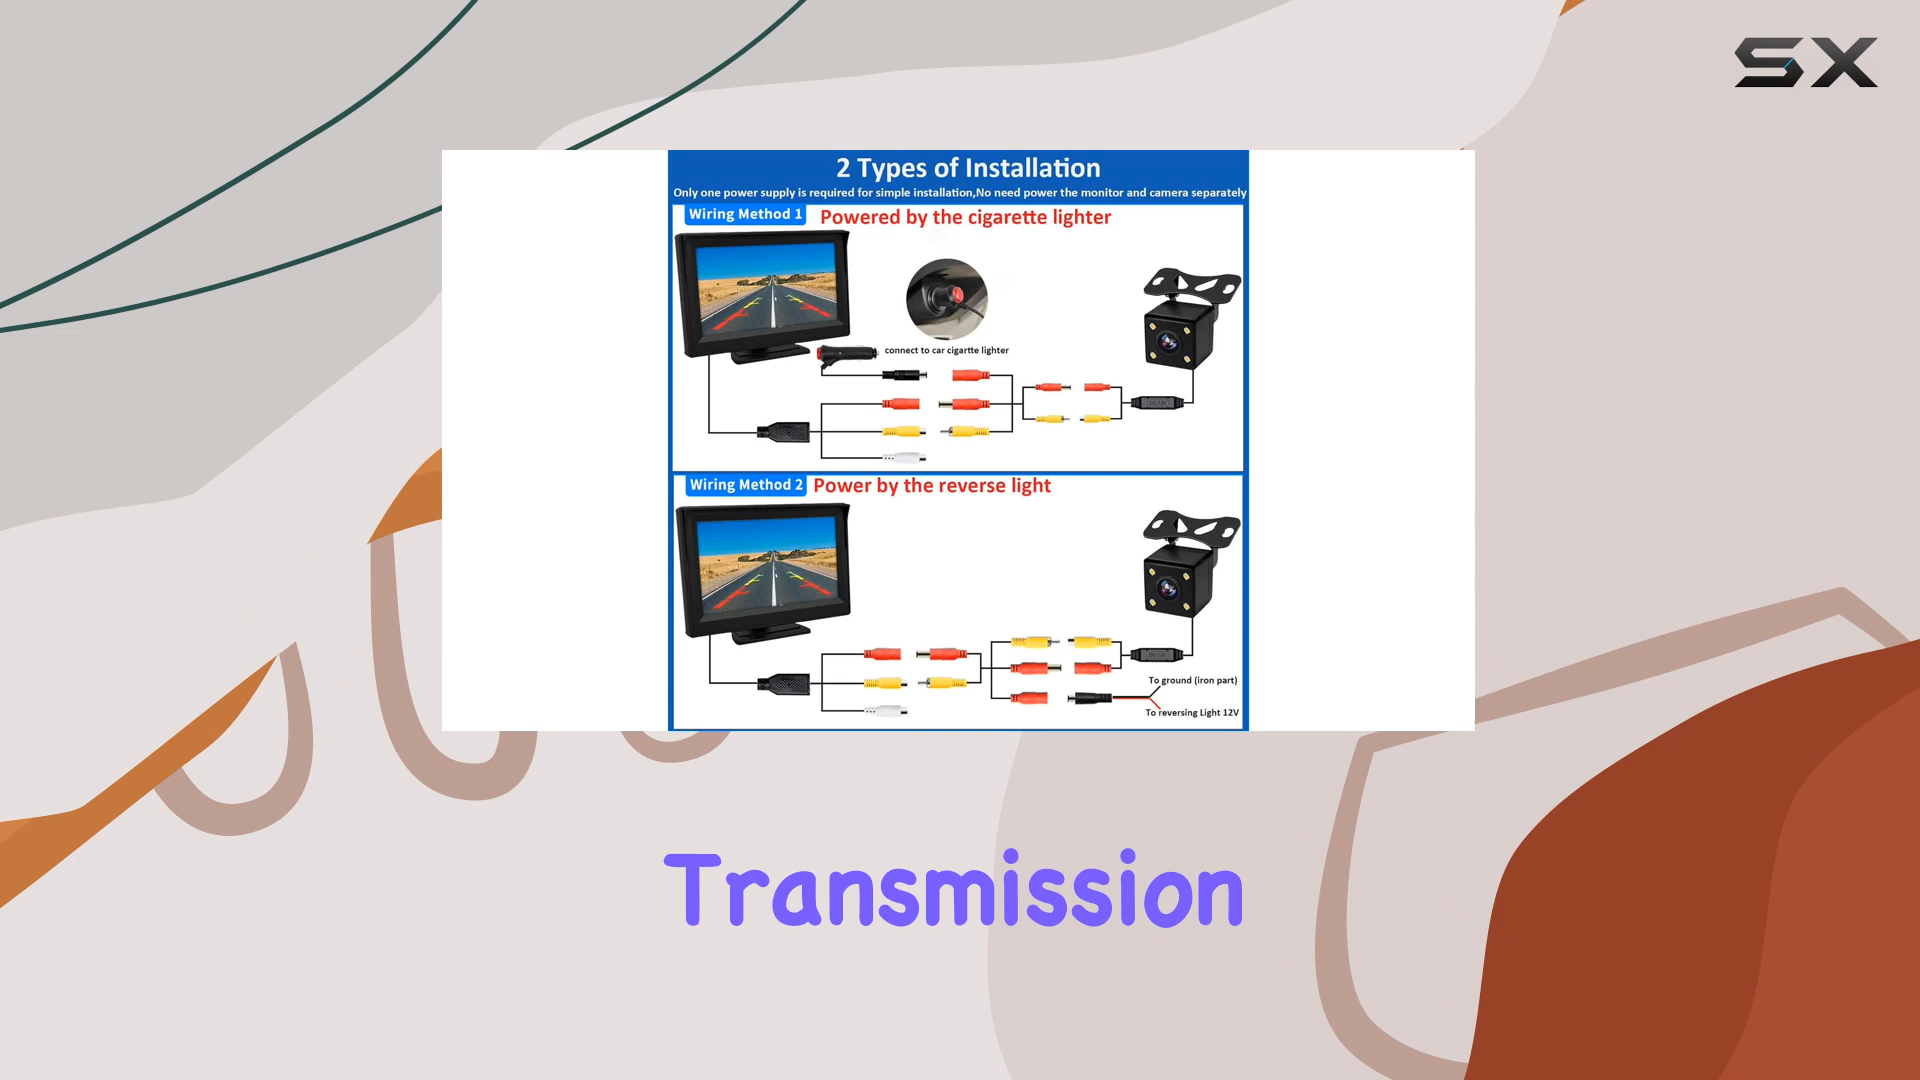 SX
2 Types of Installation
Only one power supply is required for simple installation,No need power the monitor and camera separately
Wiring Method 1
Powered by the cigarette lighter
connect to car cigartte lighter
Wiring Method 2
Power by the reverse light
To ground (iron part)
To reversing Light 12V
Transmission